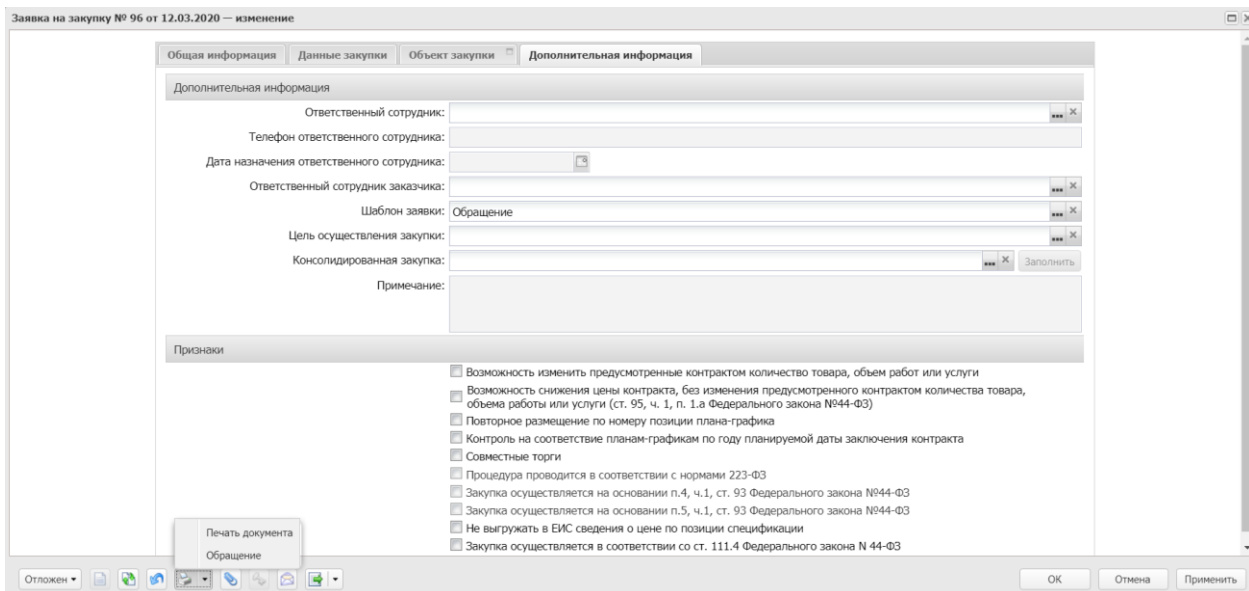 Заявка на закупку № 96 от 12.03.2020 — изменение
Общая информация
Данные закупки
Объект закупки
Дополнительная информация
Дополнительная информация
Ответственный сотрудник:
Телефон ответственного сотрудника:
Дата назначения ответственного сотрудника:
Ответственный сотрудник заказчика:
Шаблон заявки: Обращение
Цель осуществления закупки:
Консолидированная закупка: Заполнить
Примечание:
Признаки
Возможность изменить предусмотренные контрактом количество товара, объем работ или услуги
Возможность снижения цены контракта, без изменения предусмотренного контрактом количества товара,
объема работы или услуги (ст. 95, ч. 1, п. 1.а Федерального закона №44-ФЗ)
Повторное размещение по номеру позиции плана-графика
Контроль на соответствие планам-графикам по году планируемой даты заключения контракта
Совместные торги
Процедура проводится в соответствии с нормами 223-ФЗ
Закупка осуществляется на основании п.4, ч.1, ст. 93 Федерального закона №44-ФЗ
Закупка осуществляется на основании п.5, ч.1, ст. 93 Федерального закона №44-ФЗ
Не выгружать в ЕИС сведения о цене по позиции спецификации
Закупка осуществляется в соответствии со ст. 111.4 Федерального закона N 44-ФЗ
Печать документа
Обращение
Отложен
ОК
Отмена
Применить